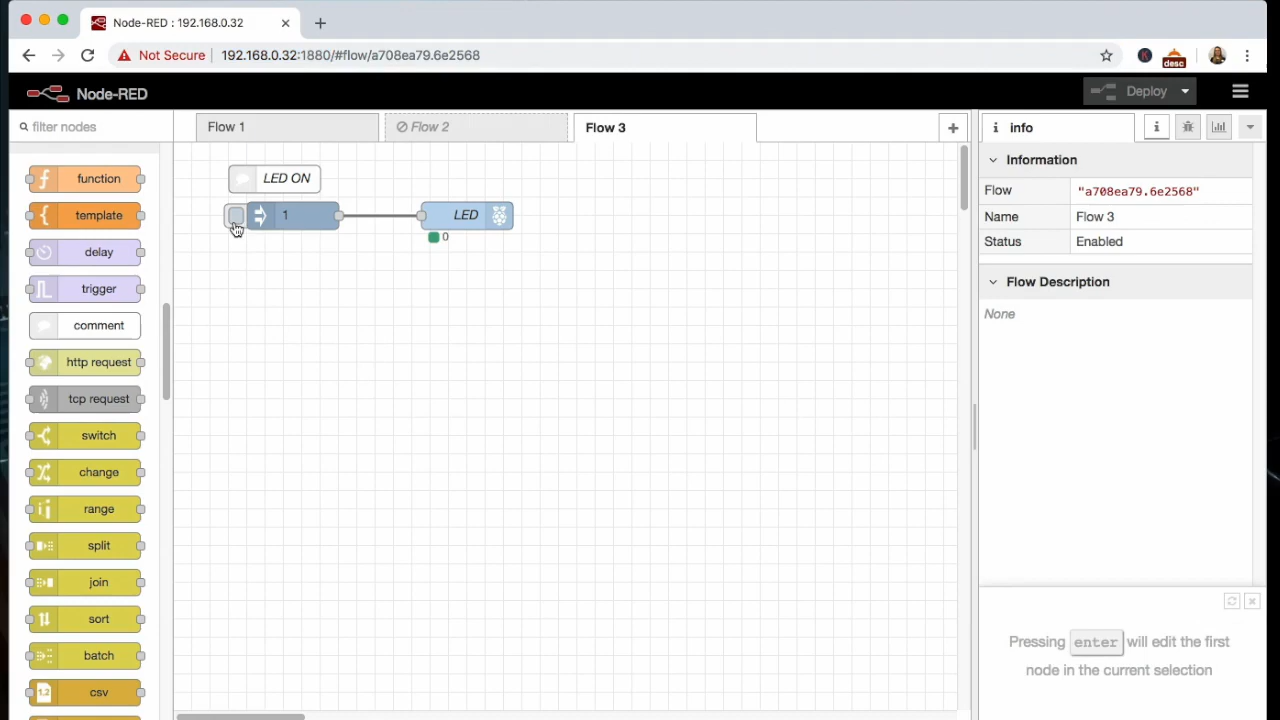 Node-RED : 192.168.0.32
Not Secure
192.168.0.32:1880/#flow/a708ea79.6e2568
K
desc
Node-RED
Deploy
filter nodes
Flow 1
Flow 2
Flow 3
i info
i
function
template
delay
trigger
comment
http request
tcp request
switch
change
range
split
join
sort
batch
1.2 csv
LED ON
1
LED
0
Information
Flow "a708ea79.6e2568"
Name Flow 3
Status Enabled
Flow Description
None
Pressing enter will edit the first
node in the current selection